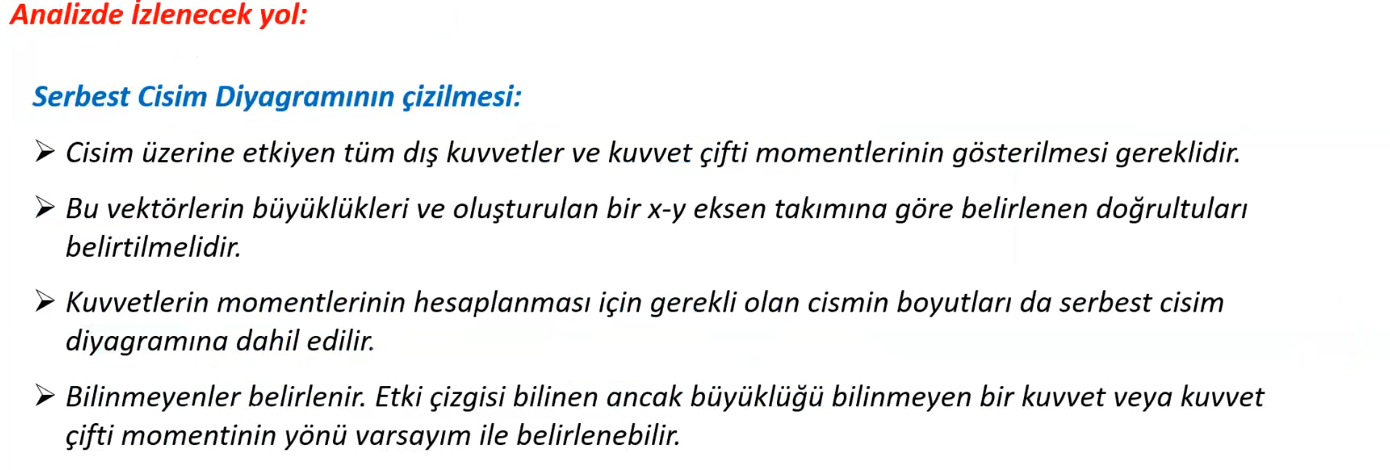 Analizde İzlenecek yol:
Serbest Cisim Diyagramının çizilmesi:
➢ Cisim üzerine etkiyen tüm dış kuvvetler ve kuvvet çifti momentlerinin gösterilmesi gereklidir.
➢ Bu vektörlerin büyüklükleri ve oluşturulan bir x-y eksen takımına göre belirlenen doğrultuları
belirtilmelidir.
➢ Kuvvetlerin momentlerinin hesaplanması için gerekli olan cismin boyutları da serbest cisim
diyagramına dahil edilir.
➢ Bilinmeyenler belirlenir. Etki çizgisi bilinen ancak büyüklüğü bilinmeyen bir kuvvet veya kuvvet
çifti momentinin yönü varsayım ile belirlenebilir.